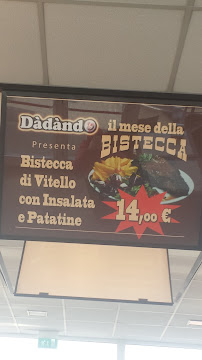 Dàdàndo
Presenta
Bistecca
di Vitello
con Insalata
e Patatine
il mese della
BISTECCA
14,00 €